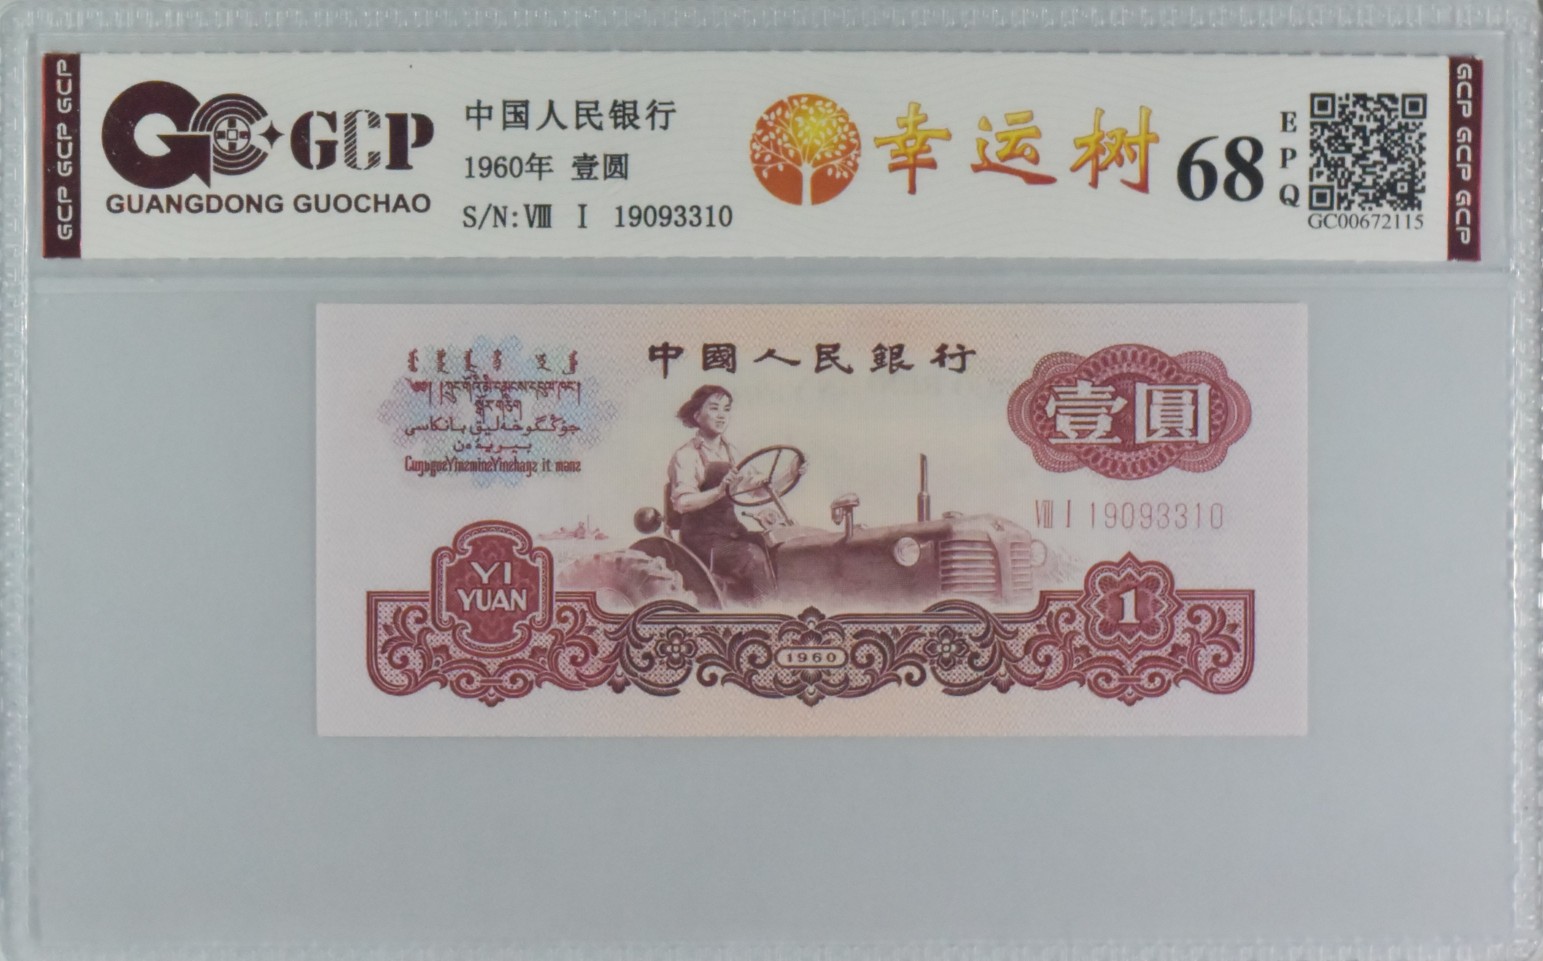 GCP GCP GCP
GCP
GUANGDONG GUOCHAO
中国人民银行
1960年 壹圆
S/N: Ⅷ Ⅰ 19093310
幸运树
68
EPQ
GC00672115
GCP GCP GCP
中國人民銀行
壹圓
Ⅷ Ⅰ 19093310
YI
YUAN
1960
1